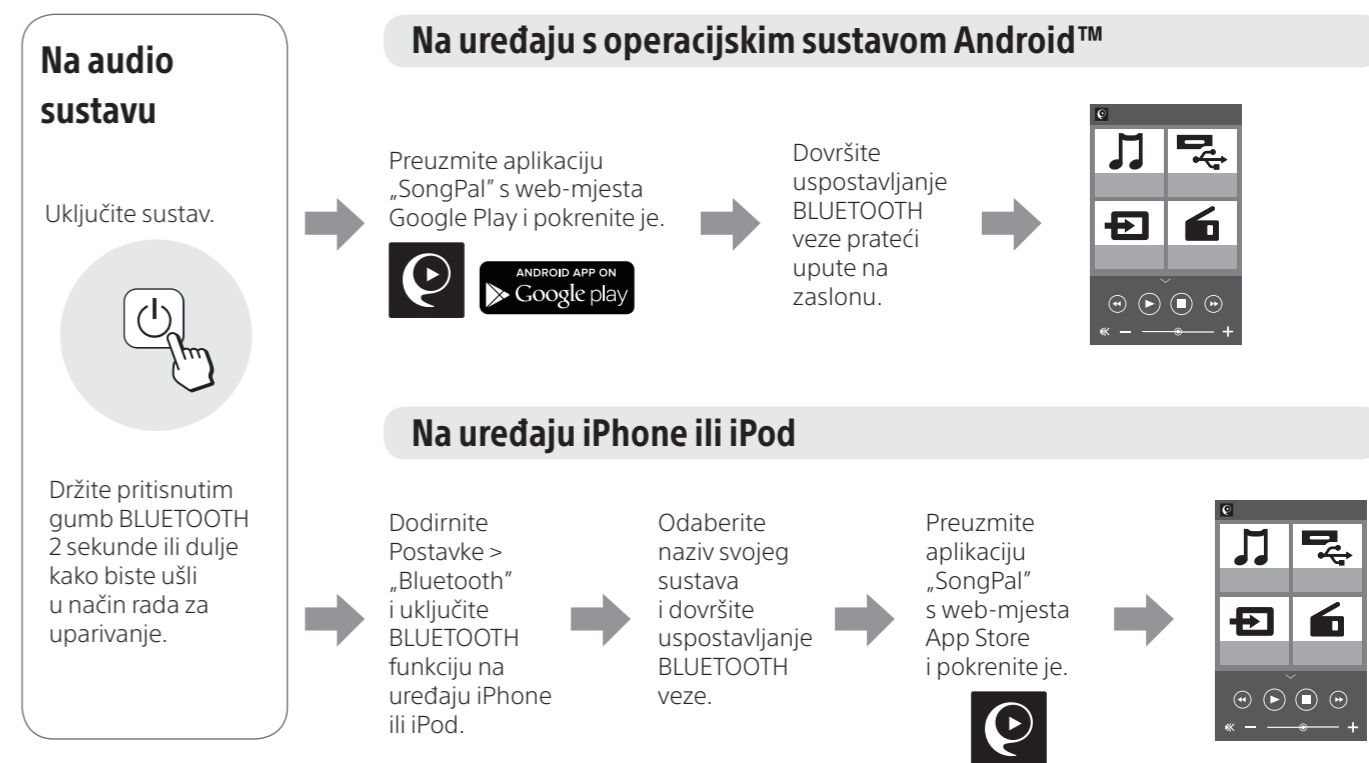 Na audio
sustavu
Uključite sustav.
Držite pritisnutim
gumb BLUETOOTH
2 sekunde ili dulje
kako biste ušli
u način rada za
uparivanje.
Na uređaju s operacijskim sustavom Android™
Preuzmite aplikaciju
„SongPal” s web-mjesta
Google Play i pokrenite je.
ANDROID APP ON
Google play
Dovršite
uspostavljanje
BLUETOOTH
veze prateći
upute na
zaslonu.
Na uređaju iPhone ili iPod
Dodirnite
Postavke >
„Bluetooth”
i uključite
BLUETOOTH
funkciju na
uređaju iPhone
ili iPod.
Odaberite
naziv svojeg
sustava
i dovršite
uspostavljanje
BLUETOOTH
veze.
Preuzmite
aplikaciju
„SongPal”
s web-mjesta
App Store
i pokrenite je.